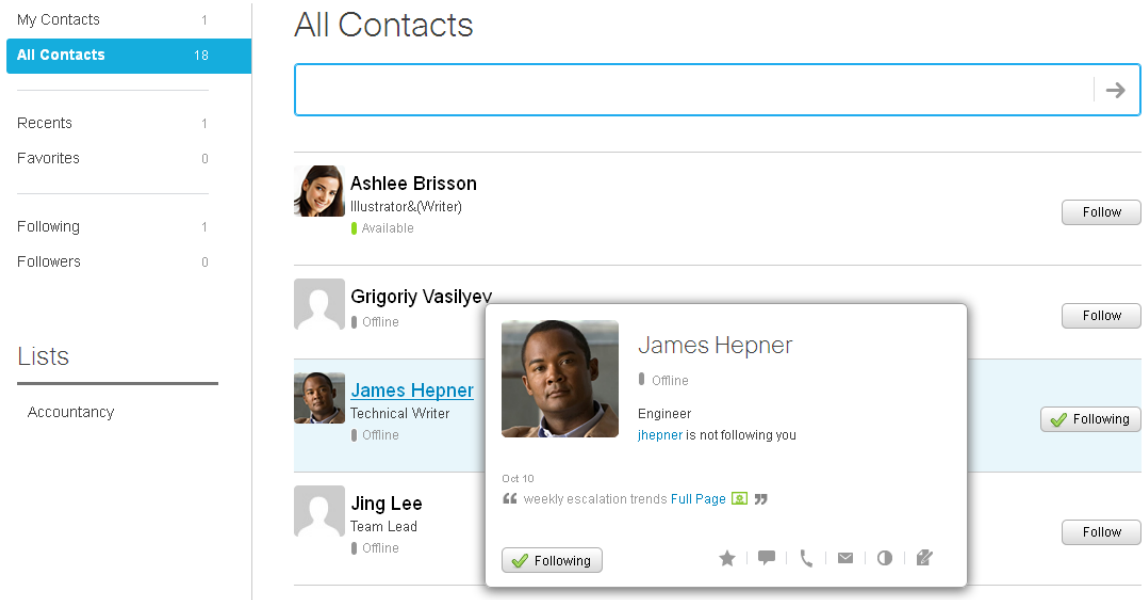 My Contacts 1
All Contacts 18
Recents 1
Favorites 0
Following 1
Followers 0
Lists
Accountancy
All Contacts
Ashlee Brisson
Illustrator&(Writer)
Available
Follow
Grigoriy Vasilyev
Offline
Follow
James Hepner
Technical Writer
Offline
Following
Jing Lee
Team Lead
Offline
Follow
James Hepner
Offline
Engineer
jhepner is not following you
Oct 10
“ weekly escalation trends Full Page ”
Following